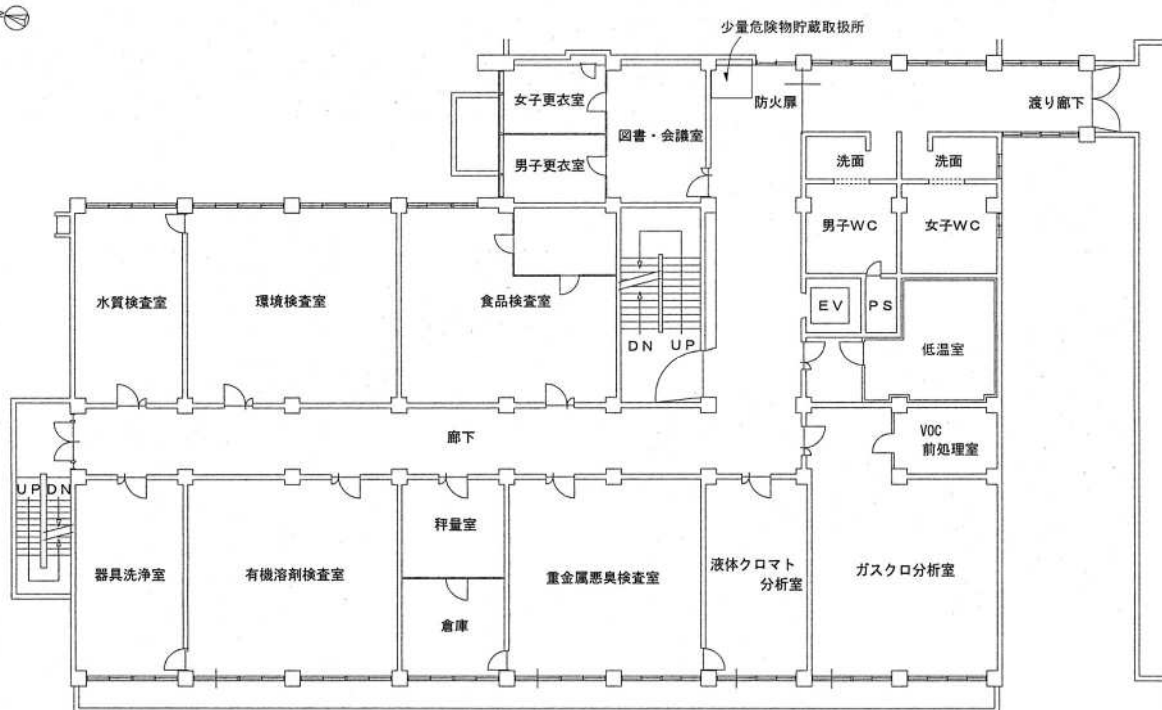 少量危険物貯蔵取扱所
女子更衣室
図書・会議室
防火扉
渡り廊下
男子更衣室
洗面
洗面
男子WC
女子WC
水質検査室
環境検査室
食品検査室
EV
PS
DN UP
低温室
廊下
VOC
前処理室
UP DN
秤量室
器具洗浄室
有機溶剤検査室
重金属悪臭検査室
液体クロマト
分析室
ガスクロ分析室
倉庫